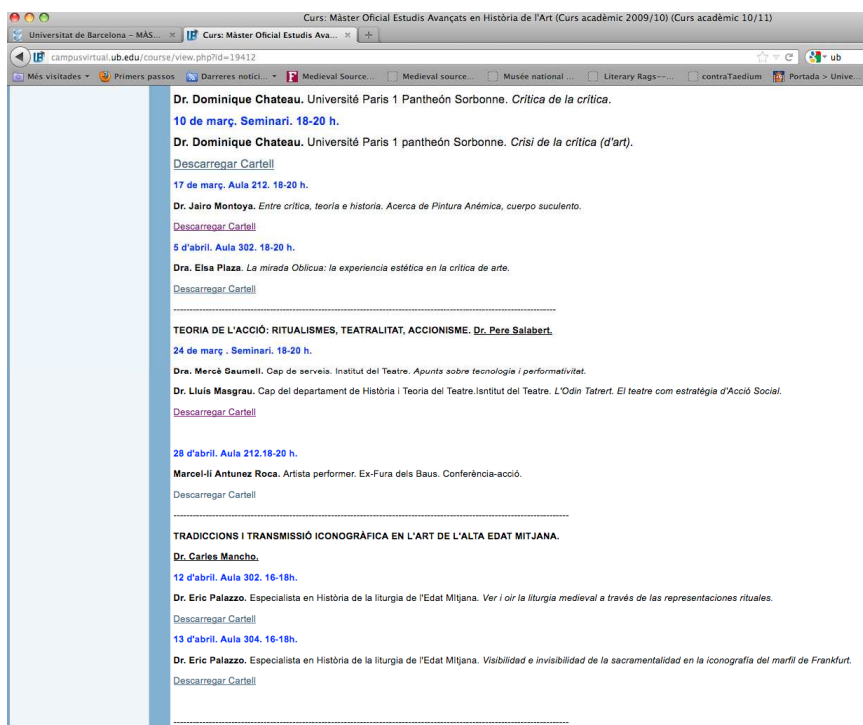 Curs: Màster Oficial Estudis Avançats en Història de l'Art (Curs acadèmic 2009/10) (Curs acadèmic 10/11)
Universitat de Barcelona – MÀS...
Curs: Màster Oficial Estudis Ava...
campusvirtual.ub.edu/course/view.php?id=19412
ub
Més visitades
Primers passos
Darreres notíci...
Medieval Source...
Medieval source...
Musée national ...
Literary Rags--...
contraTaedium
Portada > Unive...
Dr. Dominique Chateau. Université Paris 1 Pantheón Sorbonne. Crítica de la crítica.
10 de març. Seminari. 18-20 h.
Dr. Dominique Chateau. Université Paris 1 pantheón Sorbonne. Crisi de la crítica (d'art).
Descarregar Cartell
17 de març. Aula 212. 18-20 h.
Dr. Jairo Montoya. Entre crítica, teoría e historia. Acerca de Pintura Anémica, cuerpo suculento.
Descarregar Cartell
5 d'abril. Aula 302. 18-20 h.
Dra. Elsa Plaza. La mirada Oblicua: la experiencia estética en la crítica de arte.
Descarregar Cartell
TEORIA DE L'ACCIÓ: RITUALISMES, TEATRALITAT, ACCIONISME. Dr. Pere Salabert.
24 de març . Seminari. 18-20 h.
Dra. Mercè Saumell. Cap de serveis. Institut del Teatre. Apunts sobre tecnologia i performativitat.
Dr. Lluís Masgrau. Cap del departament de Història i Teoria del Teatre.Isntitut del Teatre. L'Odin Tatrert. El teatre com estratègia d'Acció Social.
Descarregar Cartell
28 d'abril. Aula 212.18-20 h.
Marcel-lí Antunez Roca. Artista performer. Ex-Fura dels Baus. Conferència-acció.
Descarregar Cartell
TRADICCIONS I TRANSMISSIÓ ICONOGRÀFICA EN L'ART DE L'ALTA EDAT MITJANA.
Dr. Carles Mancho.
12 d'abril. Aula 302. 16-18h.
Dr. Eric Palazzo. Especialista en Història de la liturgia de l'Edat MItjana. Ver i oir la liturgia medieval a través de las representaciones rituales.
Descarregar Cartell
13 d'abril. Aula 304. 16-18h.
Dr. Eric Palazzo. Especialista en Història de la liturgia de l'Edat MItjana. Visibilidad e invisibilidad de la sacramentalidad en la iconografía del marfil de Frankfurt.
Descarregar Cartell